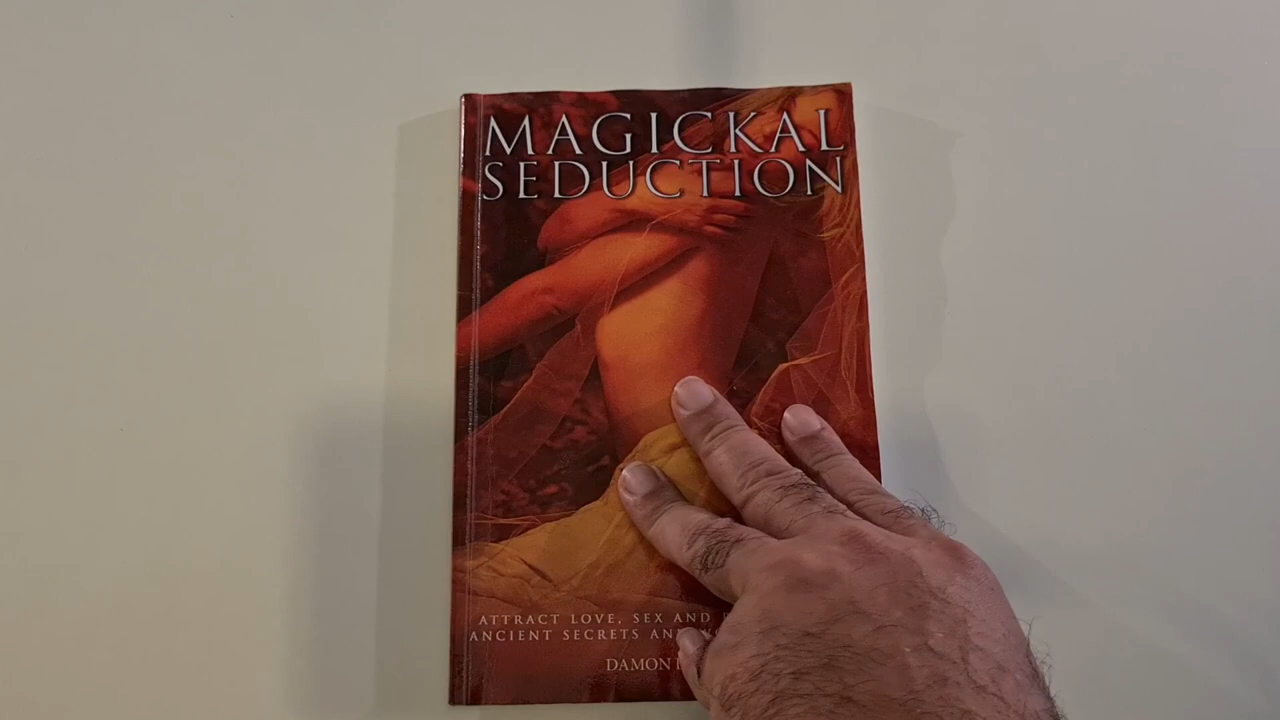 MAGICKAL
SEDUCTION
ATTRACT LOVE, SEX AND
ANCIENT SECRETS AND
DAMON